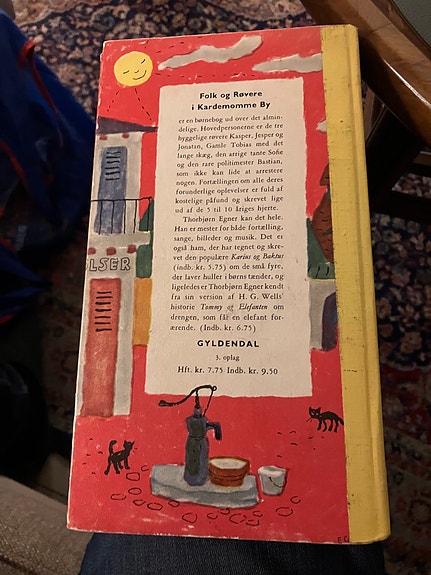 Folk og Røvere
i Kardemomme By
er en børnebog ud over det almin-
delige. Hovedpersonerne er de tre
hyggelige røvere Kasper, Jesper og
Jonatan, Gamle Tobias med det
lange skæg, den arrige tante Sofie
og den rare politimester Bastian,
som ikke kan lide at arrestere
nogen. Fortællingen om alle deres
forunderlige oplevelser er fuld af
kostelige påfund og skrevet lige
ud af de 5 til 10 åriges hjerte.
Thorbjørn Egner kan det hele.
Han er mester for både fortælling,
sange, billeder og musik. Det er
også ham, der har tegnet og skre-
vet den populære Karius og Baktus
(indb. kr. 5.75) om de små fyre,
der laver huller i børns tænder, og
ligeledes er Thorbjørn Egner kendt
fra sin version af H. G. Wells'
historie Tommy og Elefanten om
drengen, som får en elefant for-
ærende. (Indb. kr. 6.75)
GYLDENDAL
3. oplag
Hft. kr. 7.75 Indb. kr. 9.50
LSER